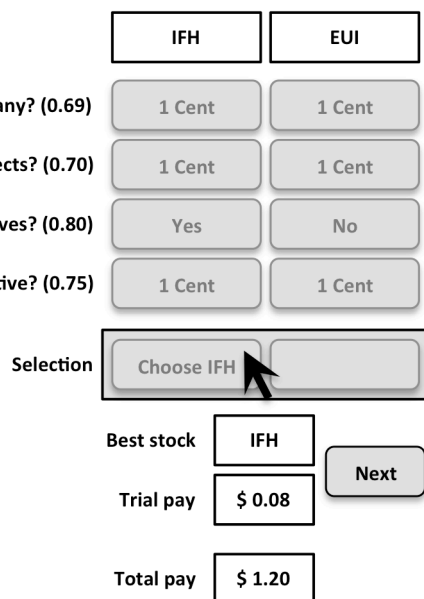 IFH EUI
any? (0.69) 1 Cent 1 Cent
ects? (0.70) 1 Cent 1 Cent
ves? (0.80) Yes No
tive? (0.75) 1 Cent 1 Cent
Selection Choose IFH
Best stock IFH
Next
Trial pay $ 0.08
Total pay $ 1.20